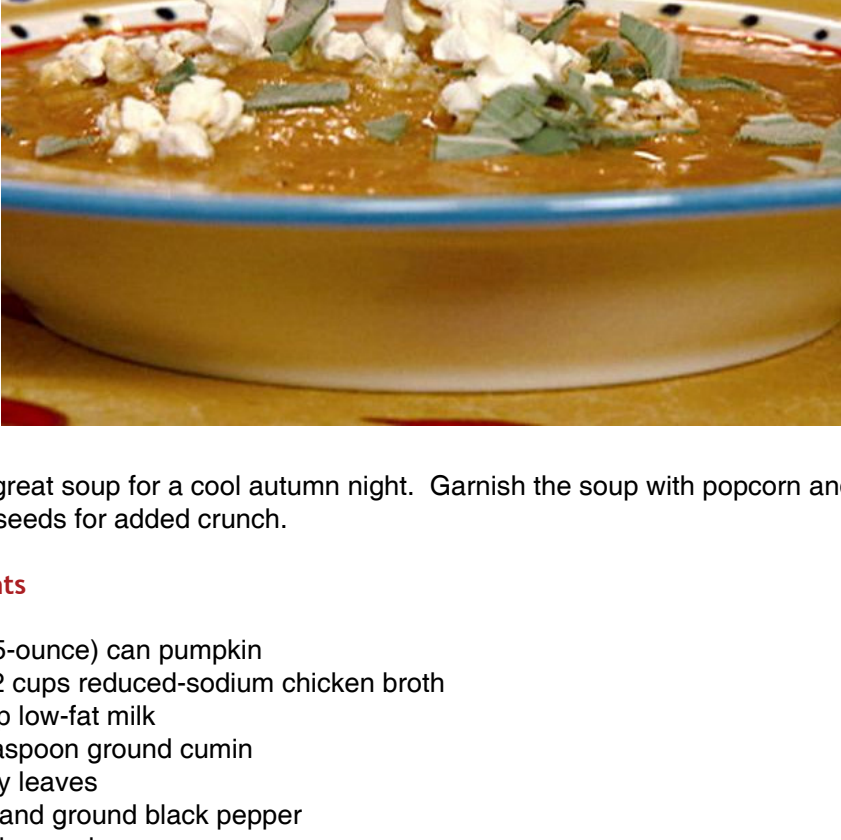 great soup for a cool autumn night. Garnish the soup with popcorn and
seeds for added crunch.
nts
5-ounce) can pumpkin
2 cups reduced-sodium chicken broth
p low-fat milk
aspoon ground cumin
y leaves
and ground black pepper